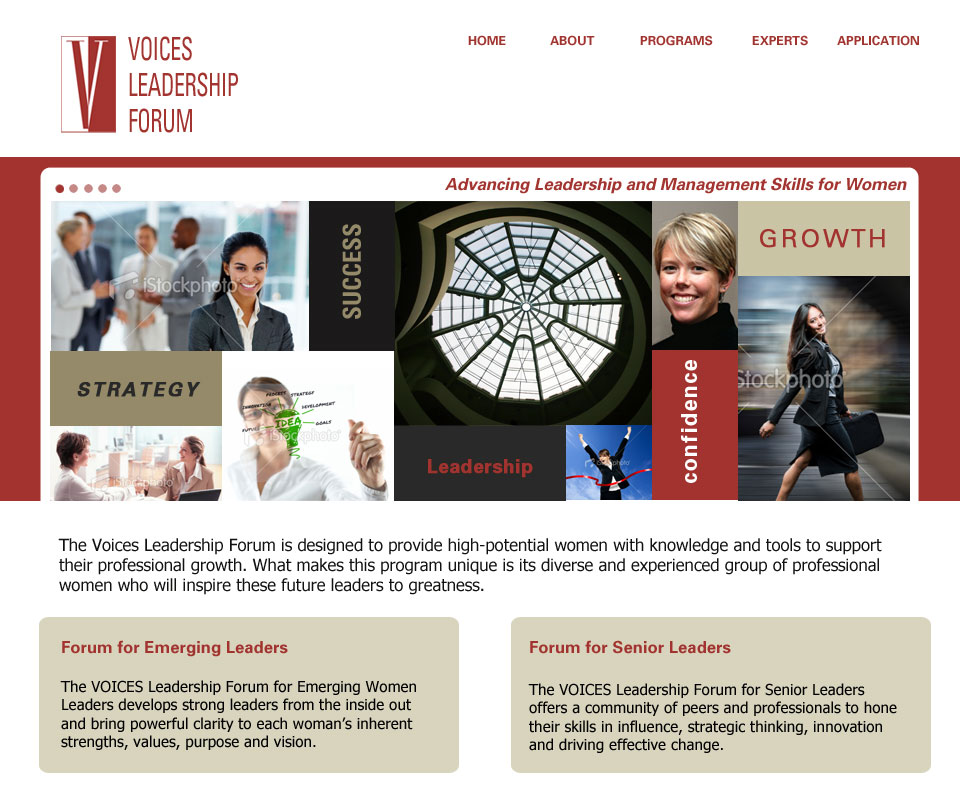 V
VOICES
LEADERSHIP
FORUM
HOME ABOUT PROGRAMS EXPERTS APPLICATION
Advancing Leadership and Management Skills for Women
iStockphoto
SUCCESS
GROWTH
STRATEGY
PROCESS
STRATEGY
INNOVATION
DEVELOPMENT
IDEA
FUTURE
GOALS
iStockphoto
iStockphoto
Leadership
iStockphoto
confidence
iStockphoto
The Voices Leadership Forum is designed to provide high-potential women with knowledge and tools to support
their professional growth. What makes this program unique is its diverse and experienced group of professional
women who will inspire these future leaders to greatness.
Forum for Emerging Leaders
The VOICES Leadership Forum for Emerging Women
Leaders develops strong leaders from the inside out
and bring powerful clarity to each woman’s inherent
strengths, values, purpose and vision.
Forum for Senior Leaders
The VOICES Leadership Forum for Senior Leaders
offers a community of peers and professionals to hone
their skills in influence, strategic thinking, innovation
and driving effective change.